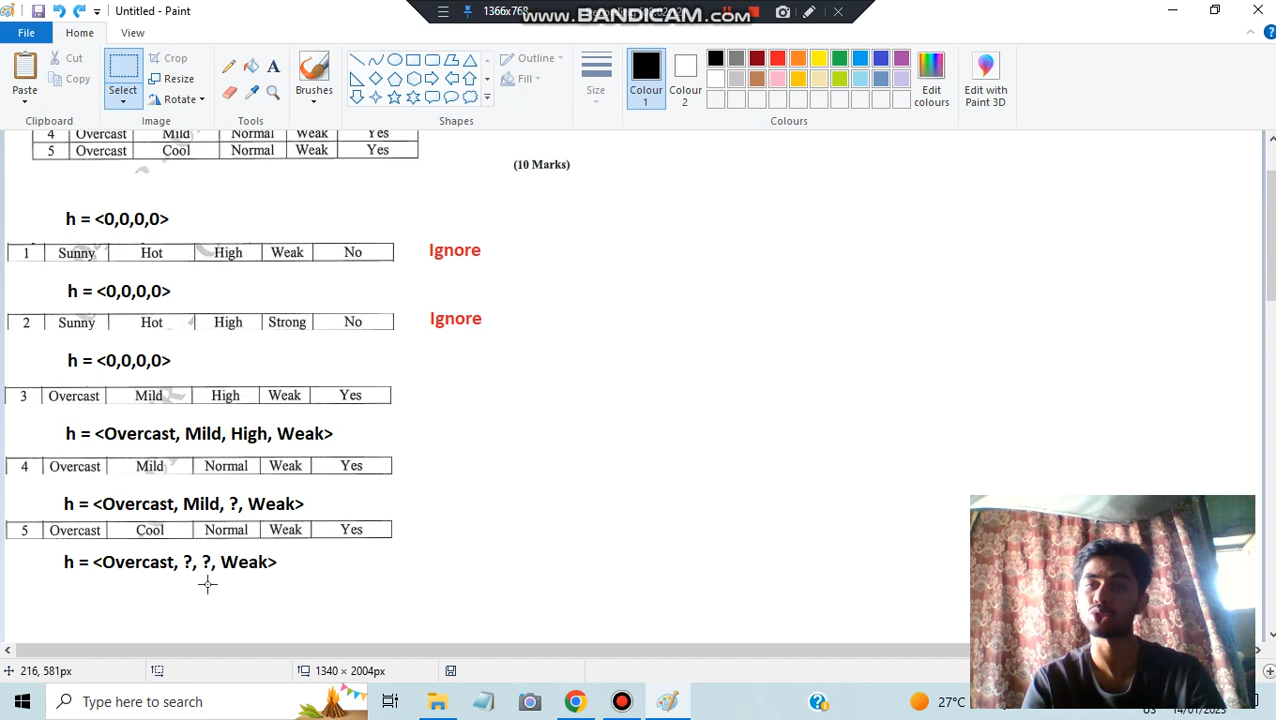 Untitled - Paint
1366x768
www.BANDICAM.com
File
Home
View
Paste
Cut
Copy
Clipboard
Select
Crop
Resize
Rotate
Image
Tools
Brushes
Shapes
Outline
Fill
Size
Colour 1
Colour 2
Edit colours
Edit with Paint 3D
Colours
4 Overcast Mild Normal Weak Yes
5 Overcast Cool Normal Weak Yes
(10 Marks)
h = <0,0,0,0>
1 Sunny Hot High Weak No Ignore
h = <0,0,0,0>
2 Sunny Hot High Strong No Ignore
h = <0,0,0,0>
3 Overcast Mild High Weak Yes
h = <Overcast, Mild, High, Weak>
4 Overcast Mild Normal Weak Yes
h = <Overcast, Mild, ?, Weak>
5 Overcast Cool Normal Weak Yes
h = <Overcast, ?, ?, Weak>
216, 581px
1340 × 2004px
Type here to search
27°C
14/01/2023